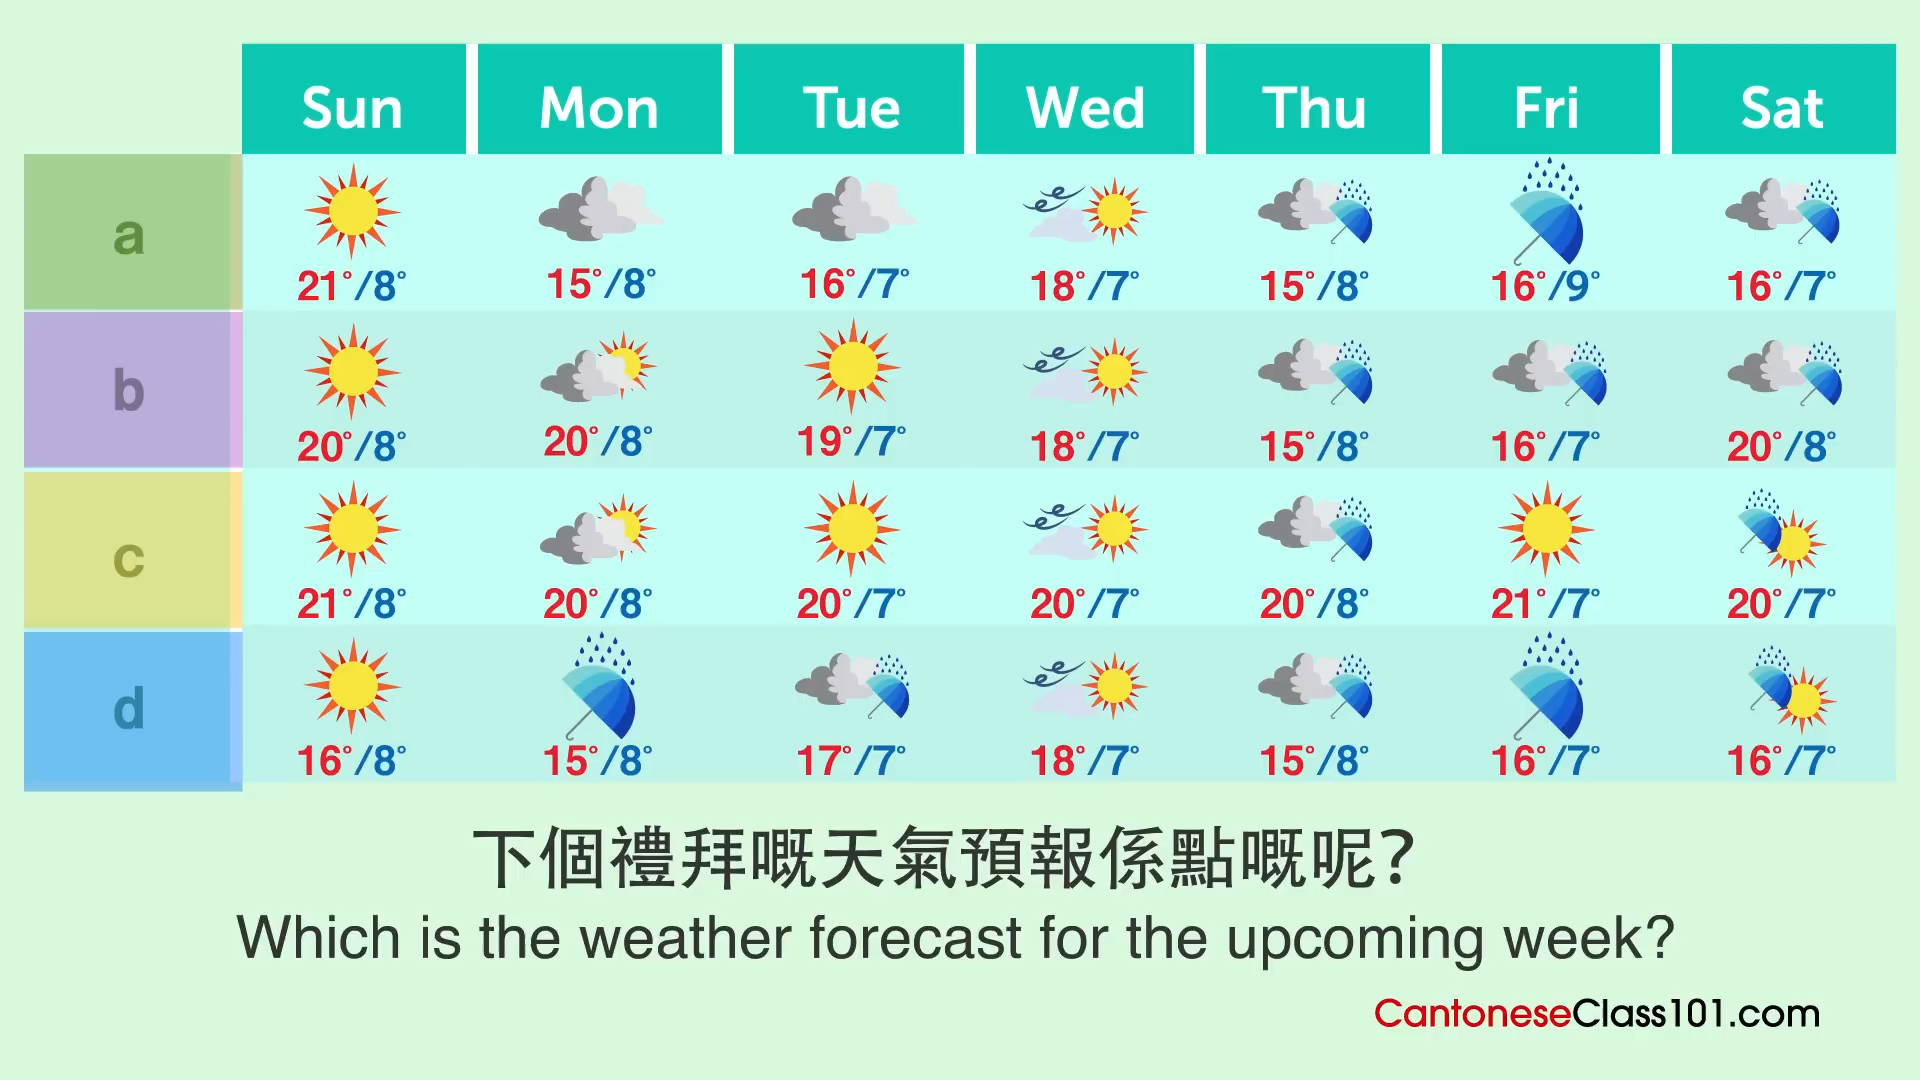 Sun Mon Tue Wed Thu Fri Sat
a
21°/8° 15°/8° 16°/7° 18°/7° 15°/8° 16°/9° 16°/7°
b
20°/8° 20°/8° 19°/7° 18°/7° 15°/8° 16°/7° 20°/8°
c
21°/8° 20°/8° 20°/7° 20°/7° 20°/8° 21°/7° 20°/7°
d
16°/8° 15°/8° 17°/7° 18°/7° 15°/8° 16°/7° 16°/7°
下個禮拜嘅天氣預報係點嘅呢?
Which is the weather forecast for the upcoming week?
CantoneseClass101.com